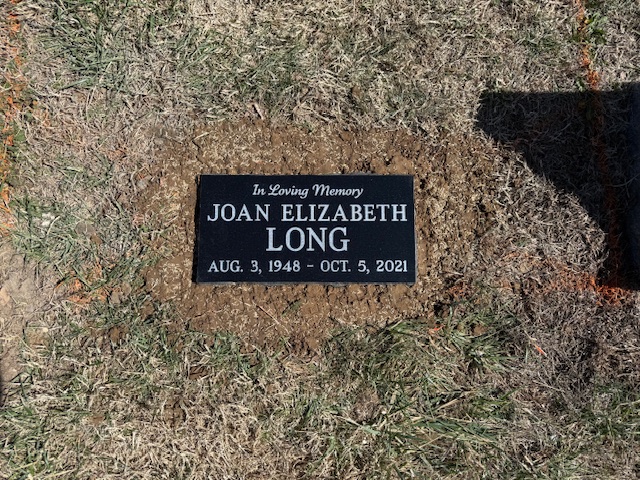 In Loving Memory
JOAN ELIZABETH
LONG
AUG. 3, 1948 - OCT. 5, 2021